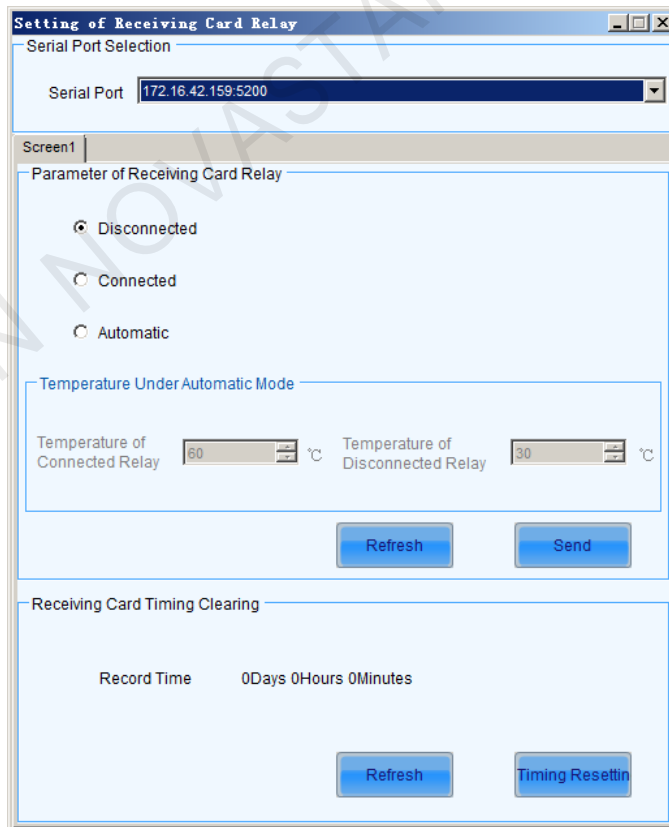 Setting of Receiving Card Relay
Serial Port Selection
Serial Port 172.16.42.159:5200
Screen1
Parameter of Receiving Card Relay
Disconnected
Connected
Automatic
Temperature Under Automatic Mode
Temperature of Connected Relay 60 °C Temperature of Disconnected Relay 30 °C
Refresh Send
Receiving Card Timing Clearing
Record Time 0Days 0Hours 0Minutes
Refresh Timing Resettin
N NOVASTA